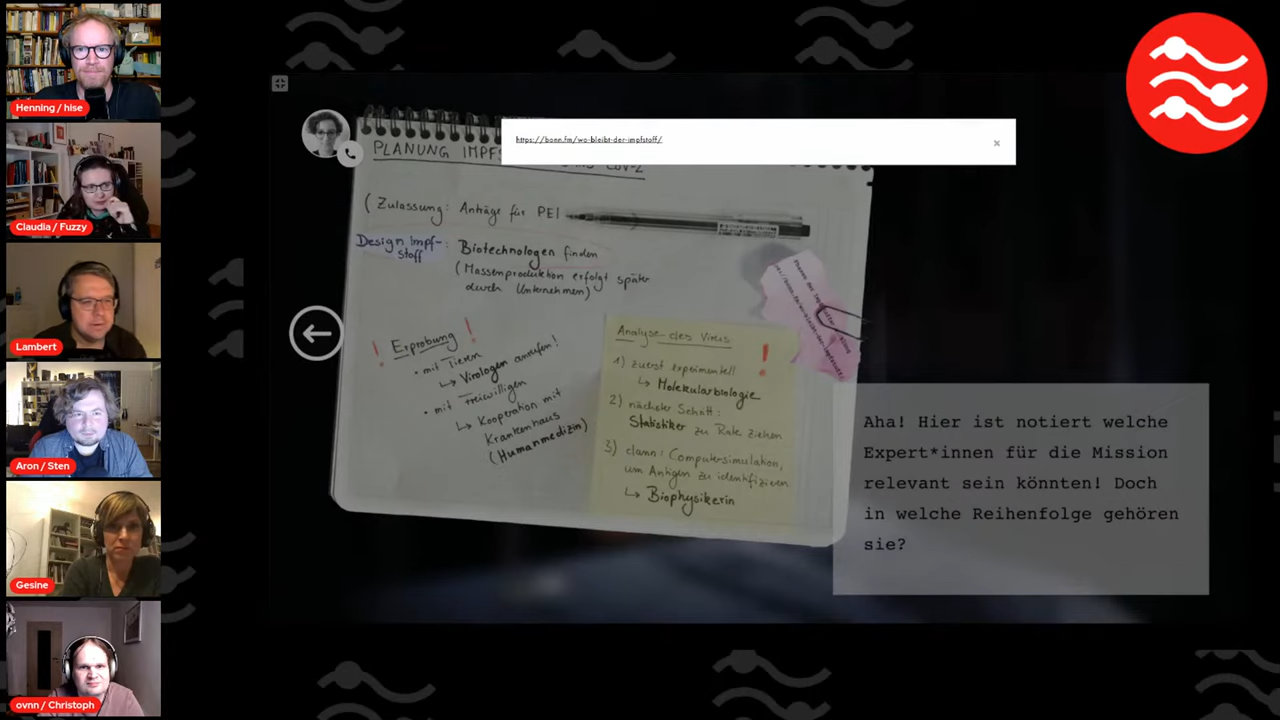 Henning / hise
Claudia / Fuzzy
Lambert
Aron / Sten
Gesine
ovnn / Christoph
https://bonn.fm/wo-bleibt-der-impfstoff/
×
PLANUNG
(Zulassung: Anträge für PEI
Design Impf-
stoff:
Biotechnologen finden
(Massenproduktion erfolgt später
durch Unternehmen)
! Erprobung !
• mit Tieren
↳ Virologen anrufen!
• mit freiwilligen
↳ Kooperation mit
Krankenhaus
(Humanmedizin)
Analyse des Virus !
1) zuerst experimentell
↳ Molekularbiologie
2) nächster Schritt:
Statistiker zu Rate ziehen
3) dann: Computersimulation,
um Antigen zu identifizieren
↳ Biophysikerin
Aha! Hier ist notiert welche
Expert*innen für die Mission
relevant sein könnten! Doch
in welche Reihenfolge gehören
sie?